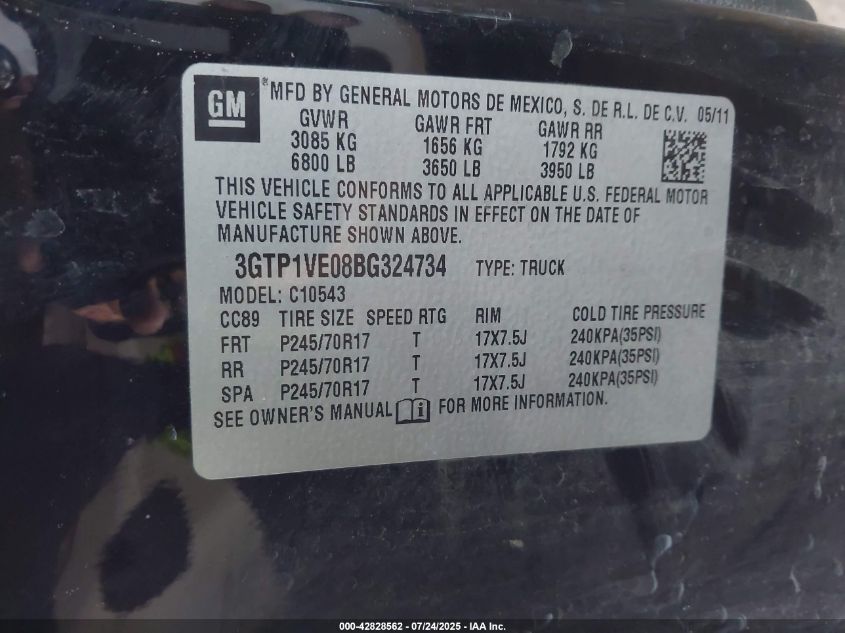 GM ® MFD BY GENERAL MOTORS DE MEXICO, S. DE R.L. DE C.V. 05/11
GVWR GAWR FRT GAWR RR
3085 KG 1656 KG 1792 KG
6800 LB 3650 LB 3950 LB
THIS VEHICLE CONFORMS TO ALL APPLICABLE U.S. FEDERAL MOTOR
VEHICLE SAFETY STANDARDS IN EFFECT ON THE DATE OF
MANUFACTURE SHOWN ABOVE.
3GTP1VE08BG324734 TYPE: TRUCK
MODEL: C10543
CC89 TIRE SIZE SPEED RTG RIM COLD TIRE PRESSURE
FRT P245/70R17 T 17X7.5J 240KPA(35PSI)
RR P245/70R17 T 17X7.5J 240KPA(35PSI)
SPA P245/70R17 T 17X7.5J 240KPA(35PSI)
SEE OWNER'S MANUAL i FOR MORE INFORMATION.
000-42828562 - 07/24/2025 - IAA Inc.